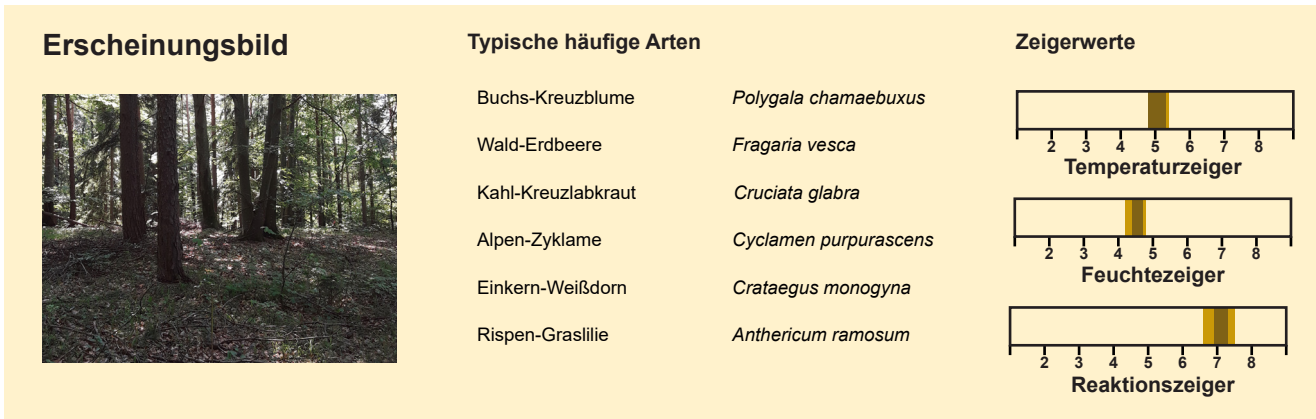 Erscheinungsbild
Typische häufige Arten
Buchs-Kreuzblume Polygala chamaebuxus
Wald-Erdbeere Fragaria vesca
Kahl-Kreuzlabkraut Cruciata glabra
Alpen-Zyklame Cyclamen purpurascens
Einkern-Weißdorn Crataegus monogyna
Rispen-Graslilie Anthericum ramosum
Zeigerwerte
2 3 4 5 6 7 8
Temperaturzeiger
2 3 4 5 6 7 8
Feuchtezeiger
2 3 4 5 6 7 8
Reaktionszeiger